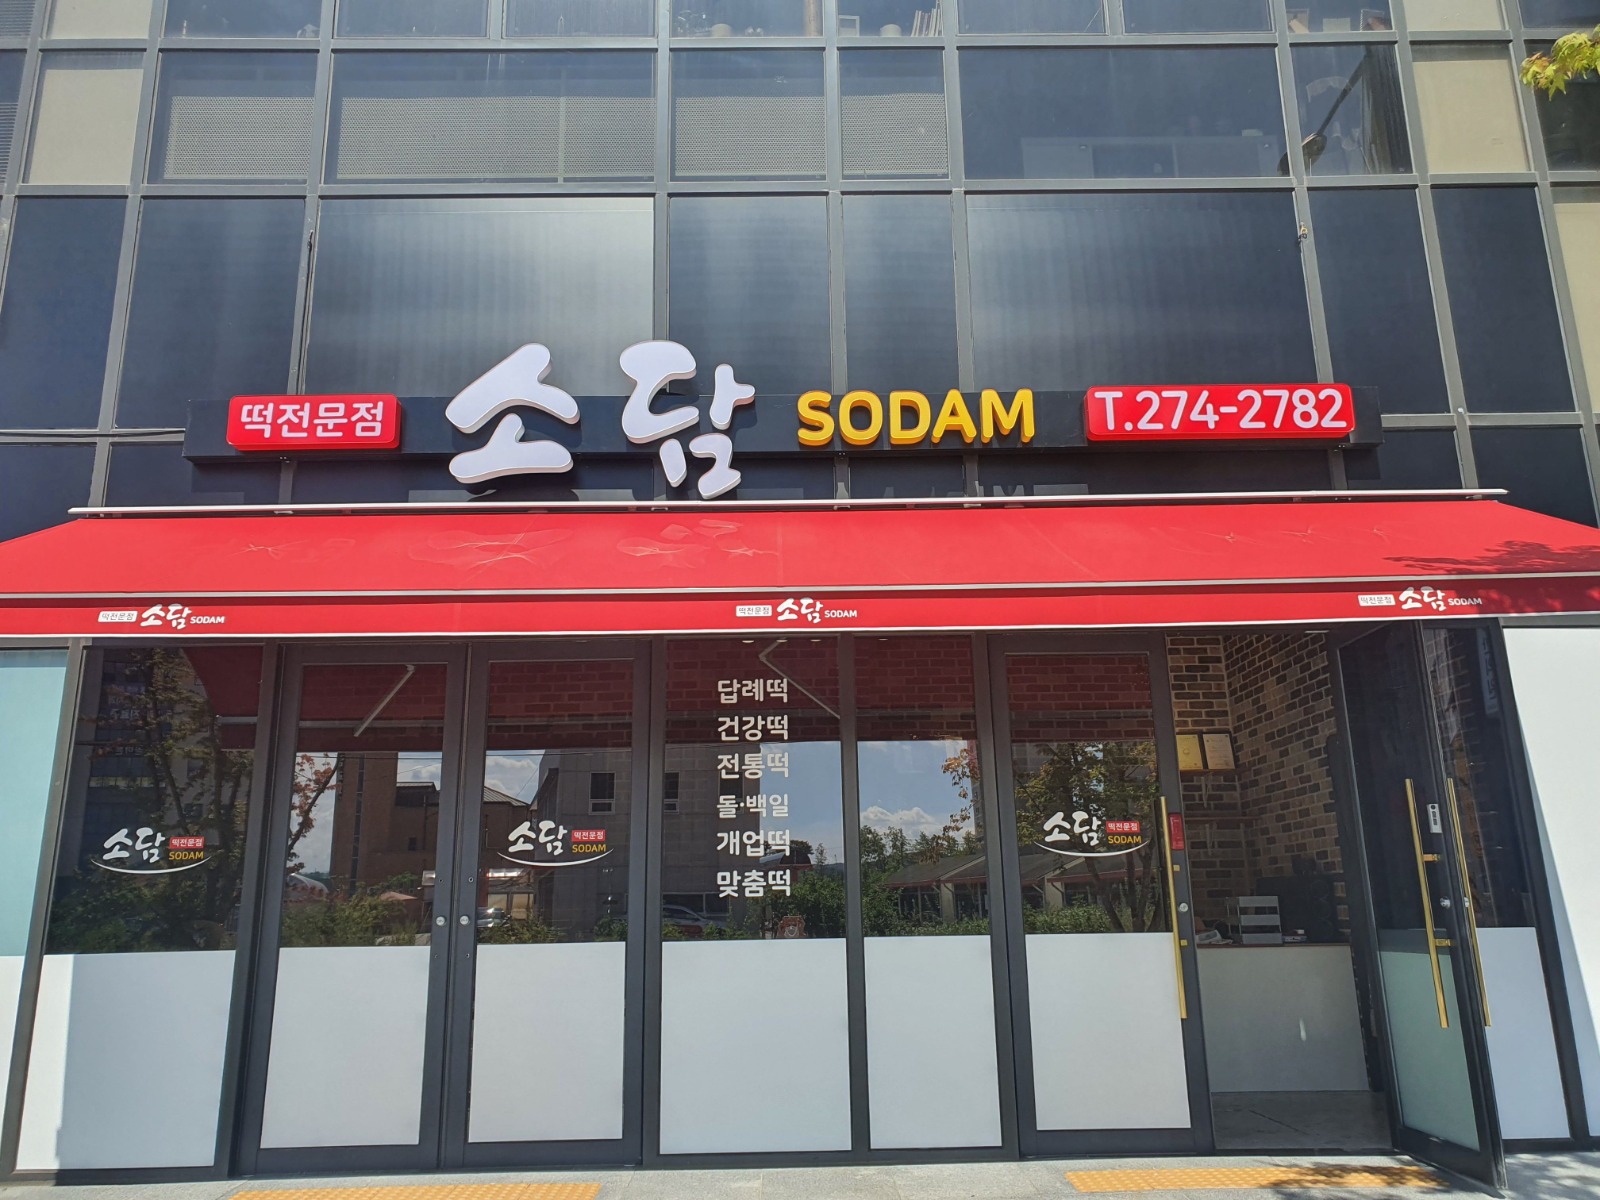 떡전문점 소담 SODAM T.274-2782
떡전문점 소담 SODAM
떡전문점 소담 SODAM
떡전문점 소담 SODAM
답례떡
건강떡
전통떡
돌·백일
개업떡
맞춤떡
소담 떡전문점 SODAM
소담 떡전문점 SODAM
소담 떡전문점 SODAM